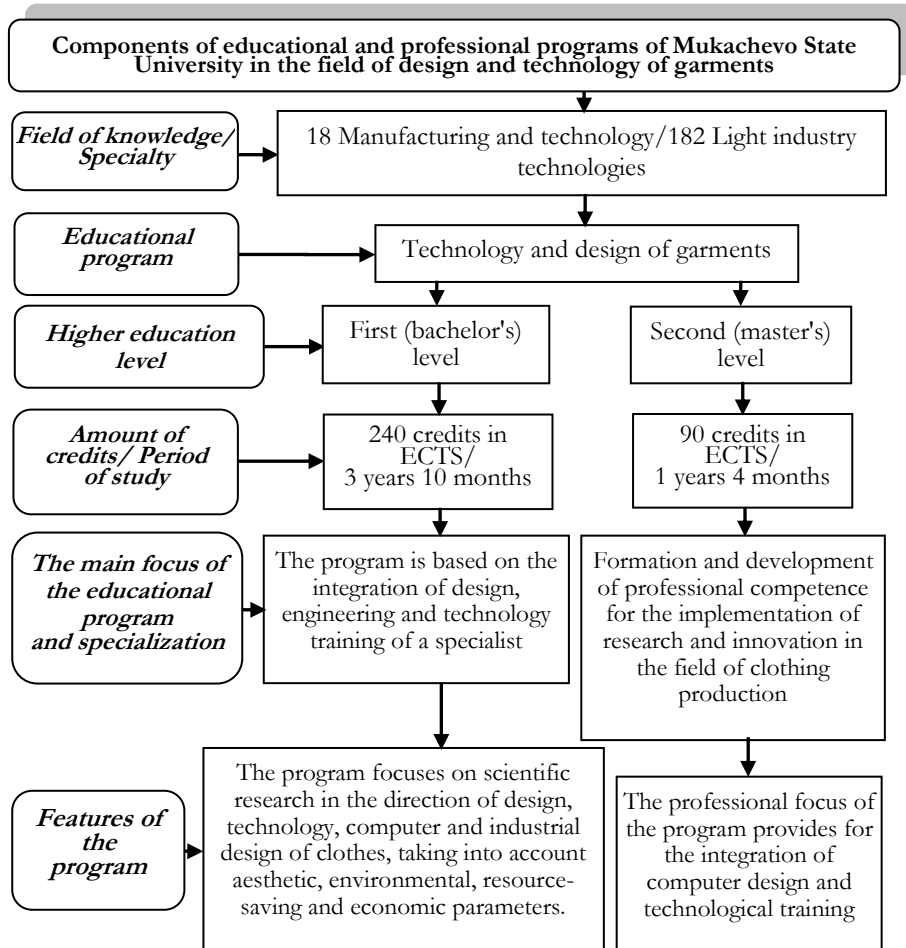 Components of educational and professional programs of Mukachevo State
University in the field of design and technology of garments
Field of knowledge/
Specialty
18 Manufacturing and technology/182 Light industry
technologies
Educational
program
Technology and design of garments
Higher education
level
First (bachelor's)
level
Second (master's)
level
Amount of
credits/ Period
of study
240 credits in
ECTS/
3 years 10 months
90 credits in
ECTS/
1 years 4 months
The main focus of
the educational
program
and specialization
The program is based on the
integration of design,
engineering and technology
training of a specialist
Formation and development
of professional competence
for the implementation of
research and innovation in
the field of clothing
production
Features of
the
program
The program focuses on scientific
research in the direction of design,
technology, computer and industrial
design of clothes, taking into account
aesthetic, environmental, resource-
saving and economic parameters.
The professional focus of
the program provides for
the integration of
computer design and
technological training